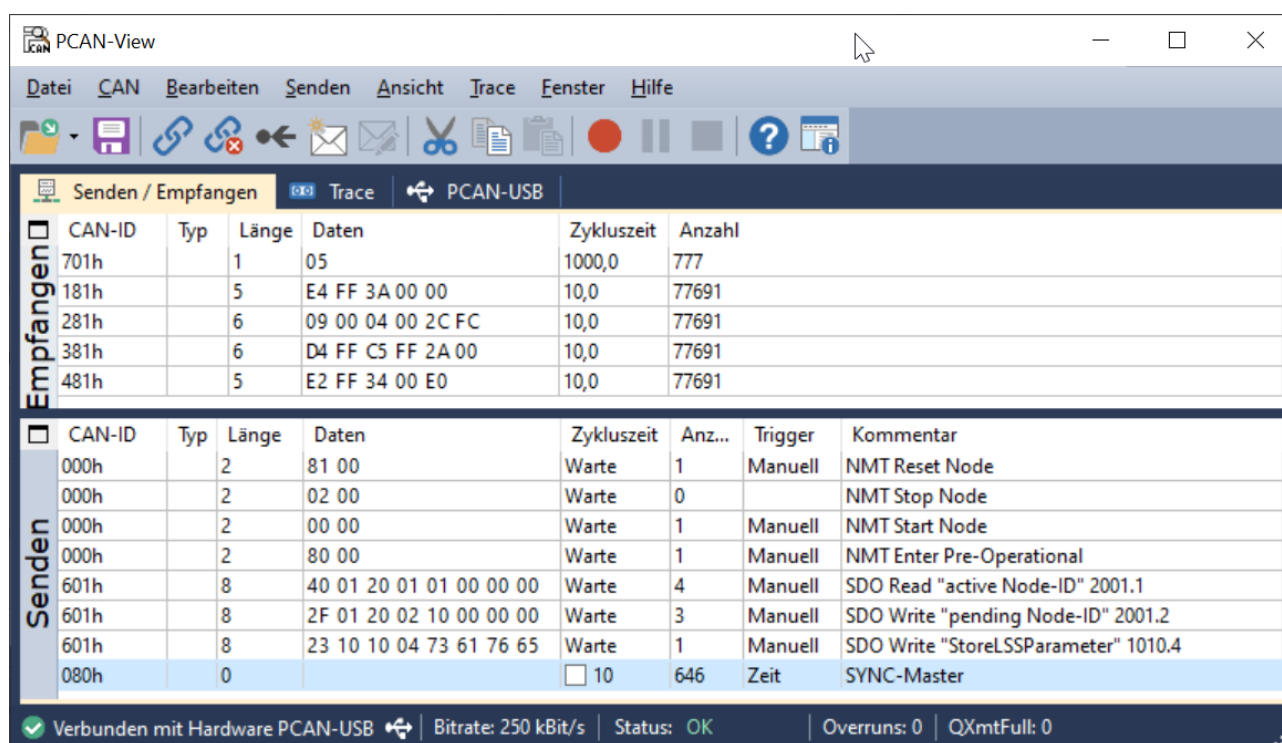 PCAN-View
Datei CAN Bearbeiten Senden Ansicht Trace Fenster Hilfe
Senden / Empfangen Trace PCAN-USB
Empfangen
CAN-ID Typ Länge Daten Zykluszeit Anzahl
701h 1 05 1000,0 777
181h 5 E4 FF 3A 00 00 10,0 77691
281h 6 09 00 04 00 2C FC 10,0 77691
381h 6 D4 FF C5 FF 2A 00 10,0 77691
481h 5 E2 FF 34 00 E0 10,0 77691
Senden
CAN-ID Typ Länge Daten Zykluszeit Anz... Trigger Kommentar
000h 2 81 00 Warte 1 Manuell NMT Reset Node
000h 2 02 00 Warte 0 NMT Stop Node
000h 2 00 00 Warte 1 Manuell NMT Start Node
000h 2 80 00 Warte 1 Manuell NMT Enter Pre-Operational
601h 8 40 01 20 01 01 00 00 00 Warte 4 Manuell SDO Read "active Node-ID" 2001.1
601h 8 2F 01 20 02 10 00 00 00 Warte 3 Manuell SDO Write "pending Node-ID" 2001.2
601h 8 23 10 10 04 73 61 76 65 Warte 1 Manuell SDO Write "StoreLSSParameter" 1010.4
080h 0 10 646 Zeit SYNC-Master
Verbunden mit Hardware PCAN-USB Bitrate: 250 kBit/s Status: OK Overruns: 0 QXmtFull: 0